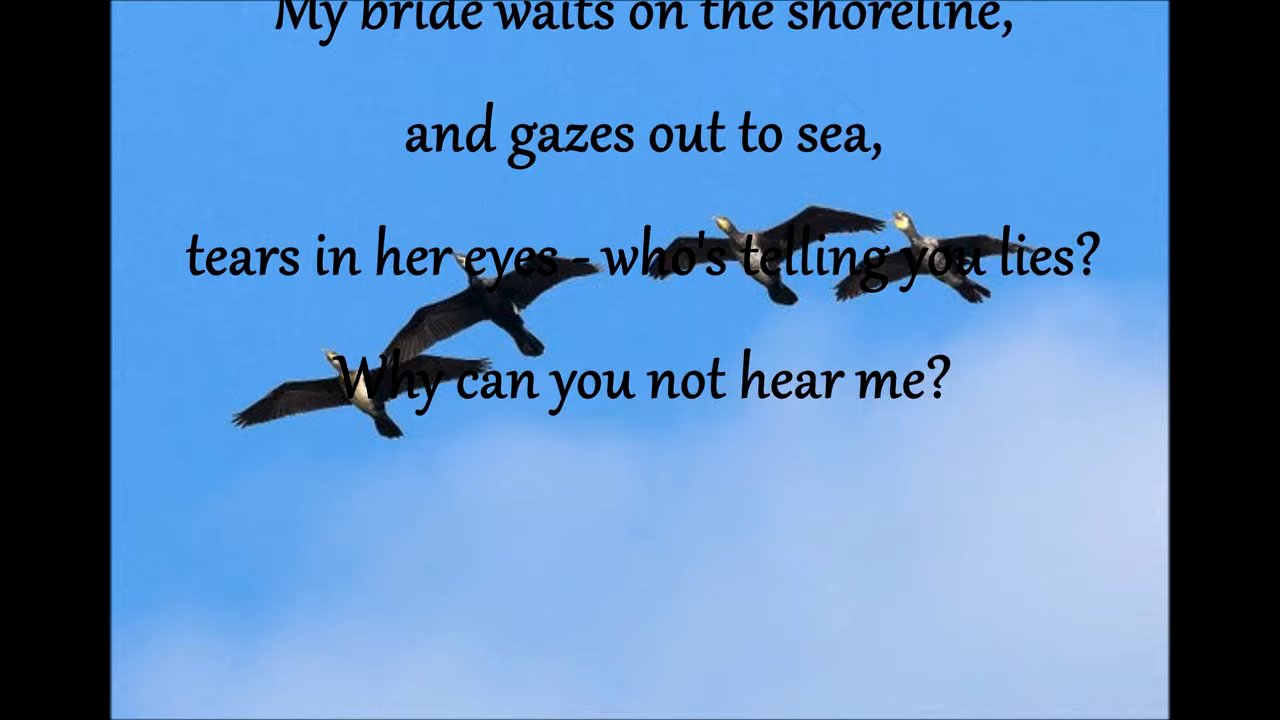 My bride waits on the shoreline,
and gazes out to sea,
tears in her eyes - who's telling you lies?
Why can you not hear me?